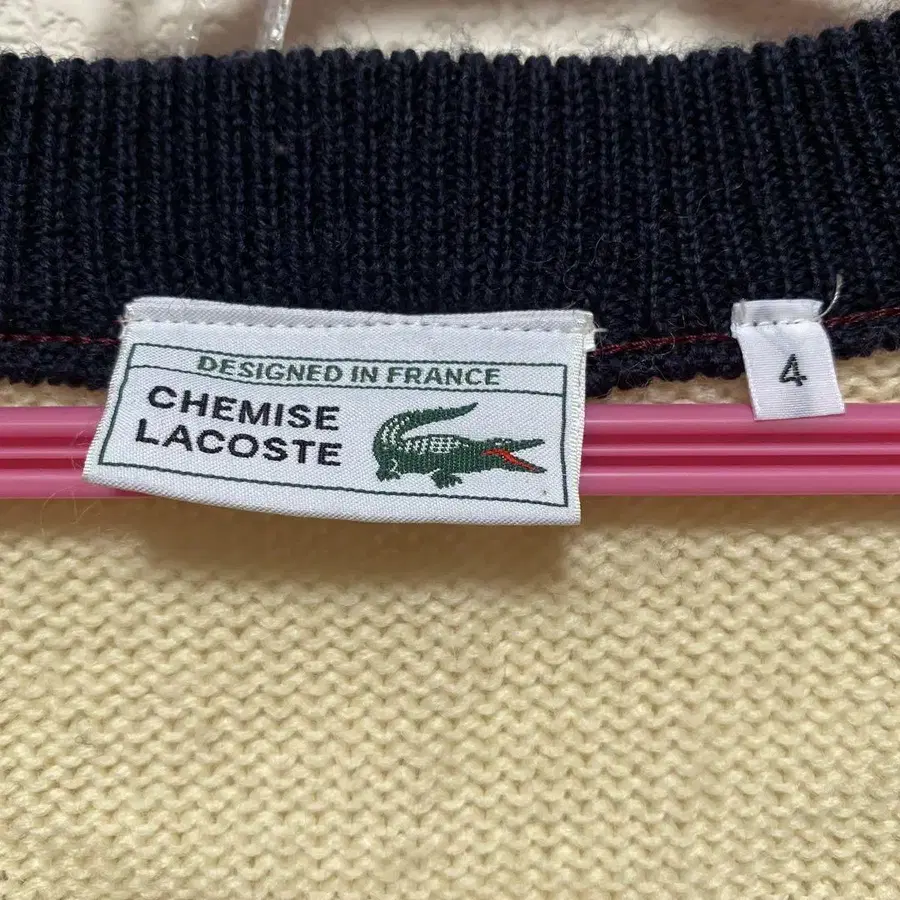 DESIGNED IN FRANCE
CHEMISE
LACOSTE
4